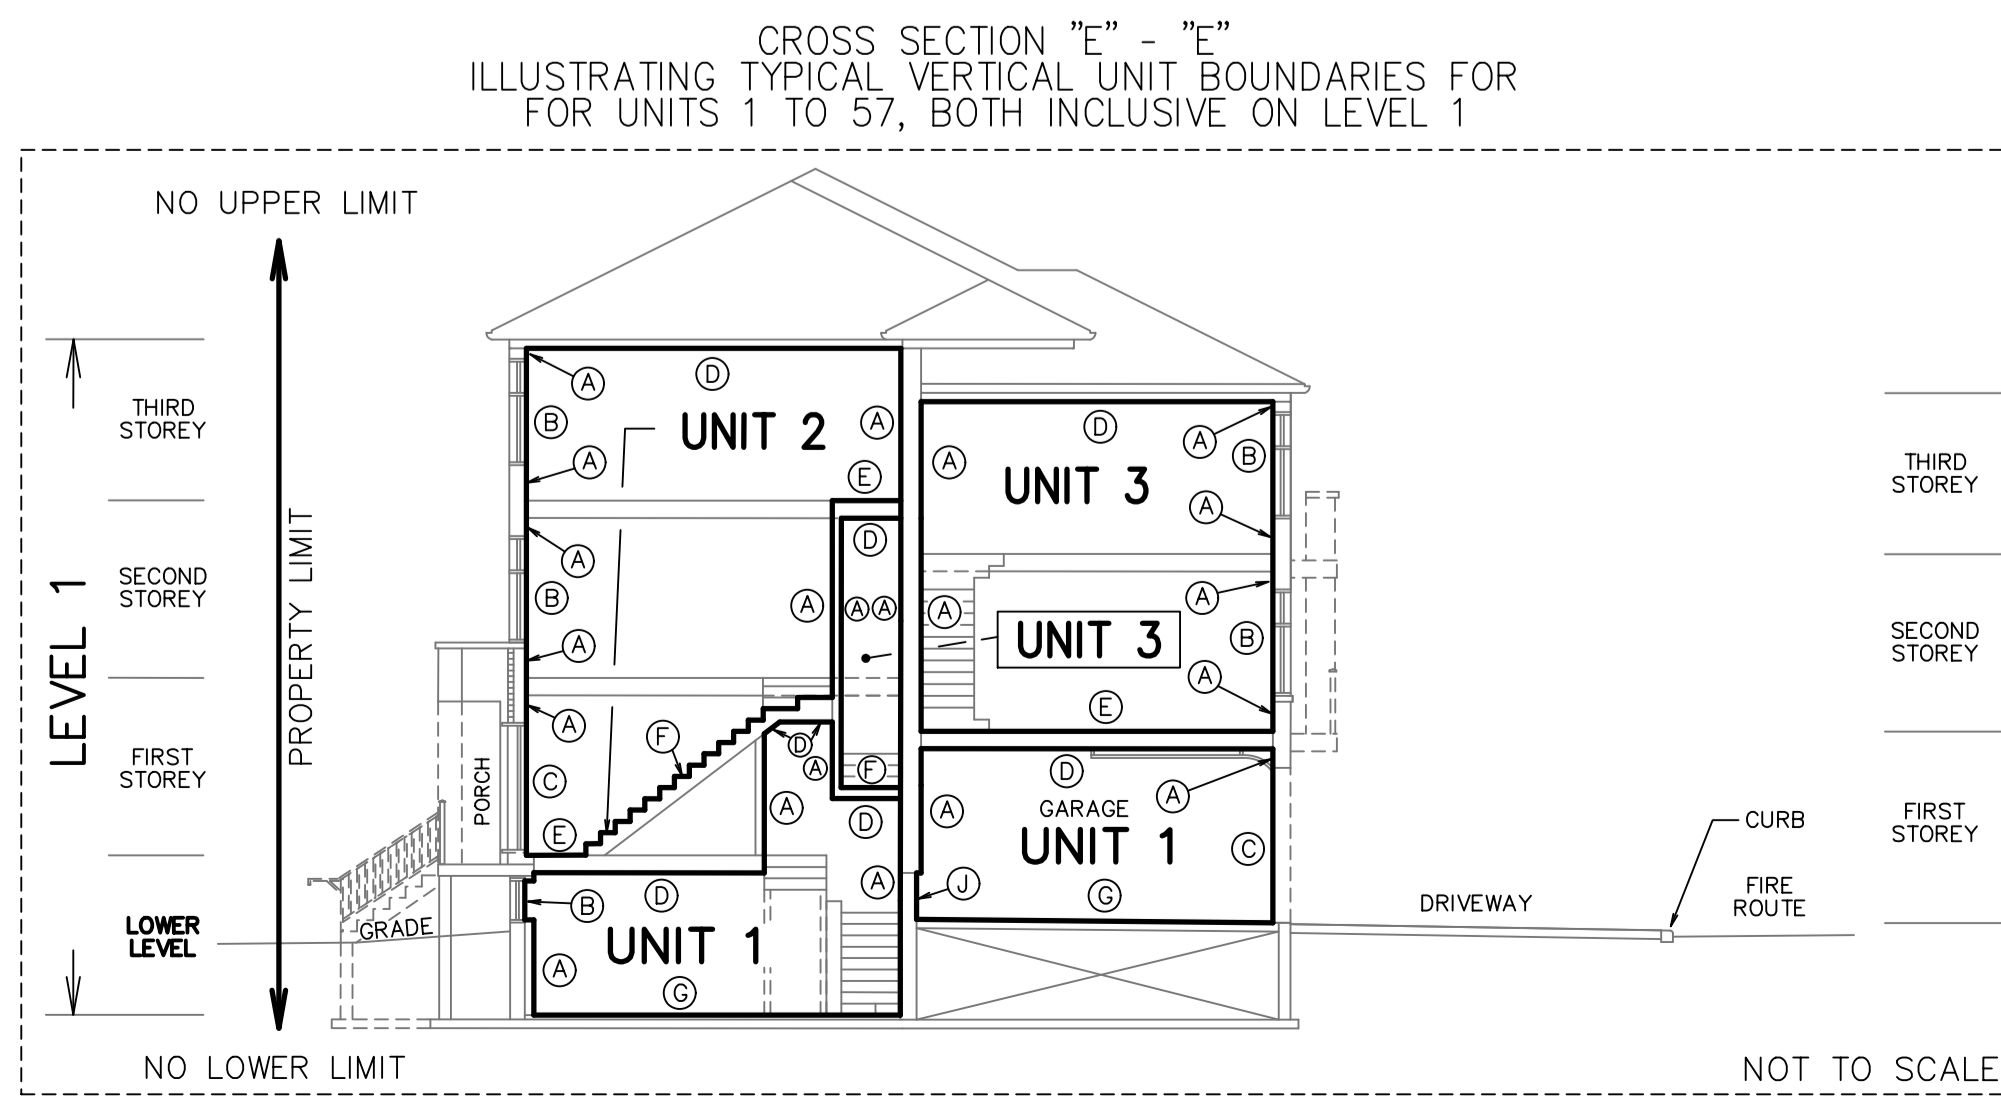 CROSS SECTION "E" - "E"
ILLUSTRATING TYPICAL VERTICAL UNIT BOUNDARIES FOR
FOR UNITS 1 TO 57, BOTH INCLUSIVE ON LEVEL 1
NO UPPER LIMIT
LEVEL 1
THIRD
STOREY
SECOND
STOREY
FIRST
STOREY
LOWER
LEVEL
PROPERTY LIMIT
NO LOWER LIMIT
PORCH
GRADE
A
D
B
UNIT 2
A
A
E
A
B
A
A
D
A
A
A
F
D
A
C
E
A
F
D
A
B
D
UNIT 1
A
G
D
A
A
UNIT 3
B
A
A
A
UNIT 3
B
A
E
D
GARAGE
A
A
UNIT 1
C
J
G
CURB
DRIVEWAY
FIRE
ROUTE
THIRD
STOREY
SECOND
STOREY
FIRST
STOREY
NOT TO SCALE